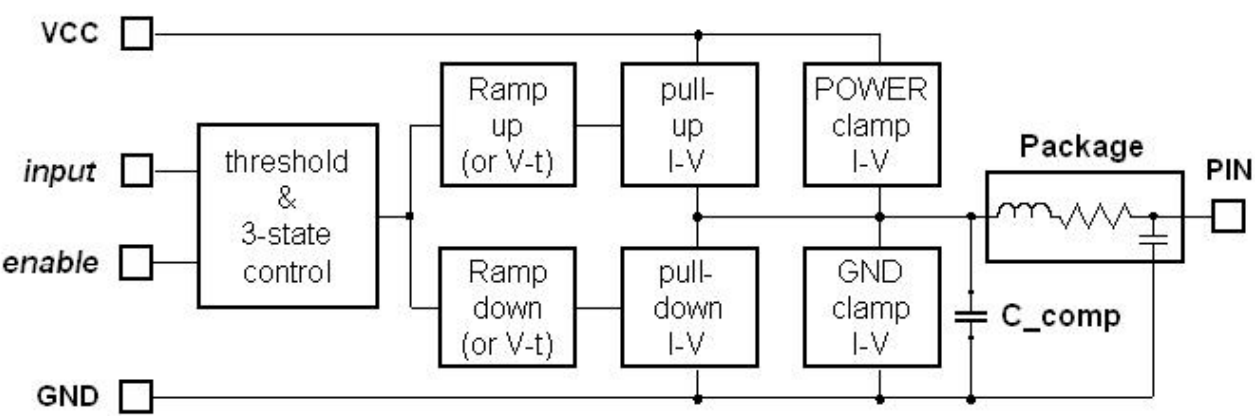 VCC
Ramp
up
(or V-t)
pull-
up
I-V
POWER
clamp
I-V
Package
PIN
input
enable
threshold
&
3-state
control
Ramp
down
(or V-t)
pull-
down
I-V
GND
clamp
I-V
C_comp
GND